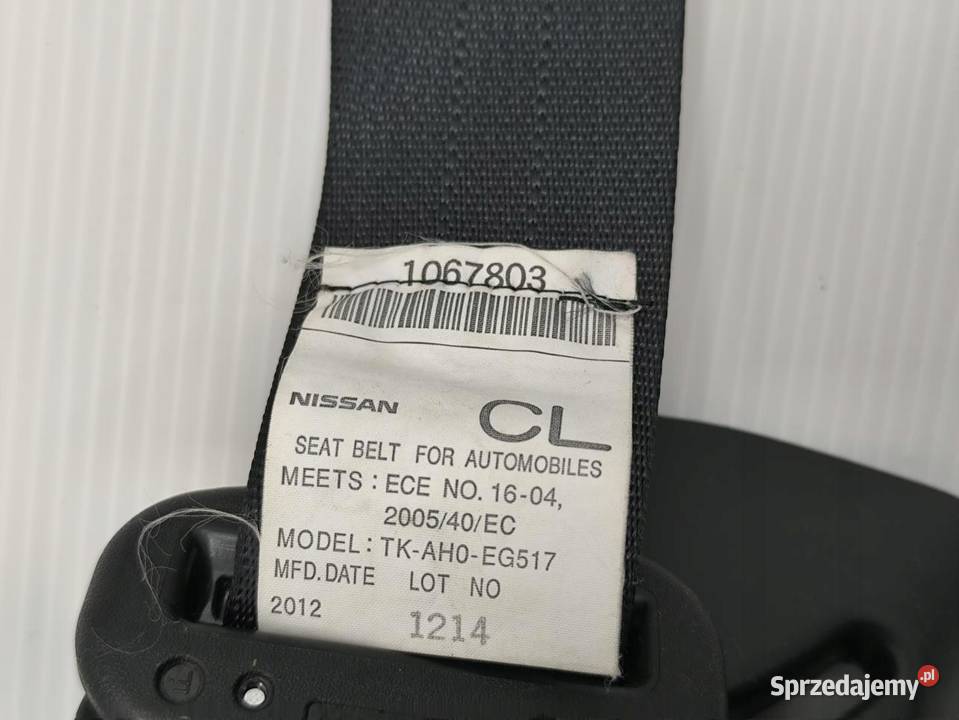 1067803
NISSAN CL
SEAT BELT FOR AUTOMOBILES
MEETS : ECE NO. 16-04,
2005/40/EC
MODEL: TK-AH0-EG517
MFD.DATE LOT NO
2012 1214
Sprzedajemy.pl